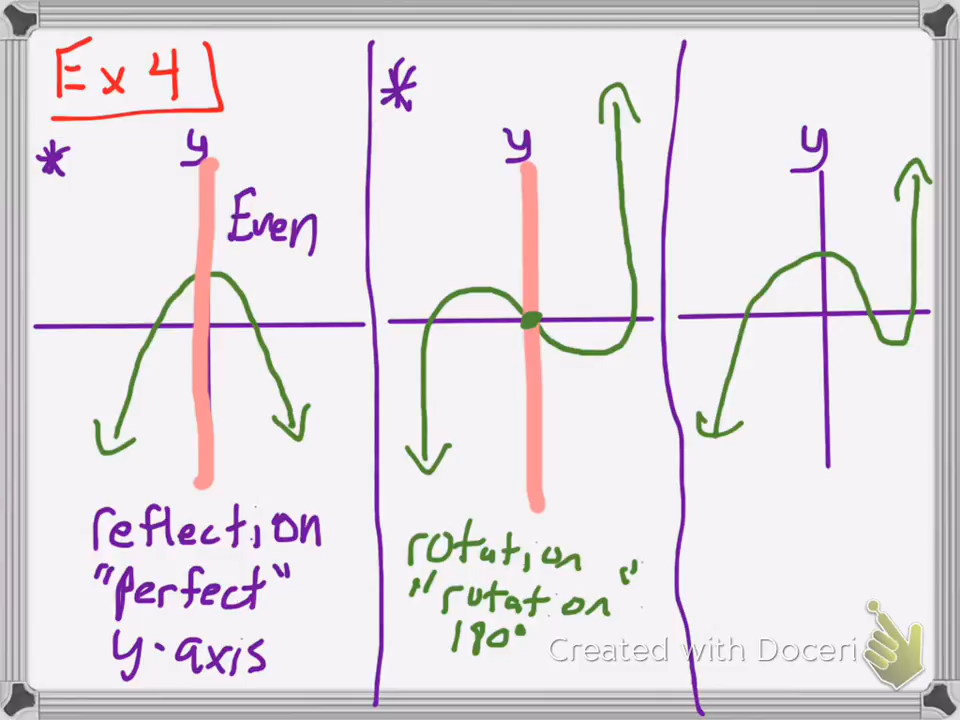 Ex 4
*
y
Even
reflection
"perfect"
y-axis
*
y
rotation
"rotation"
180°
y
Created with Doceri